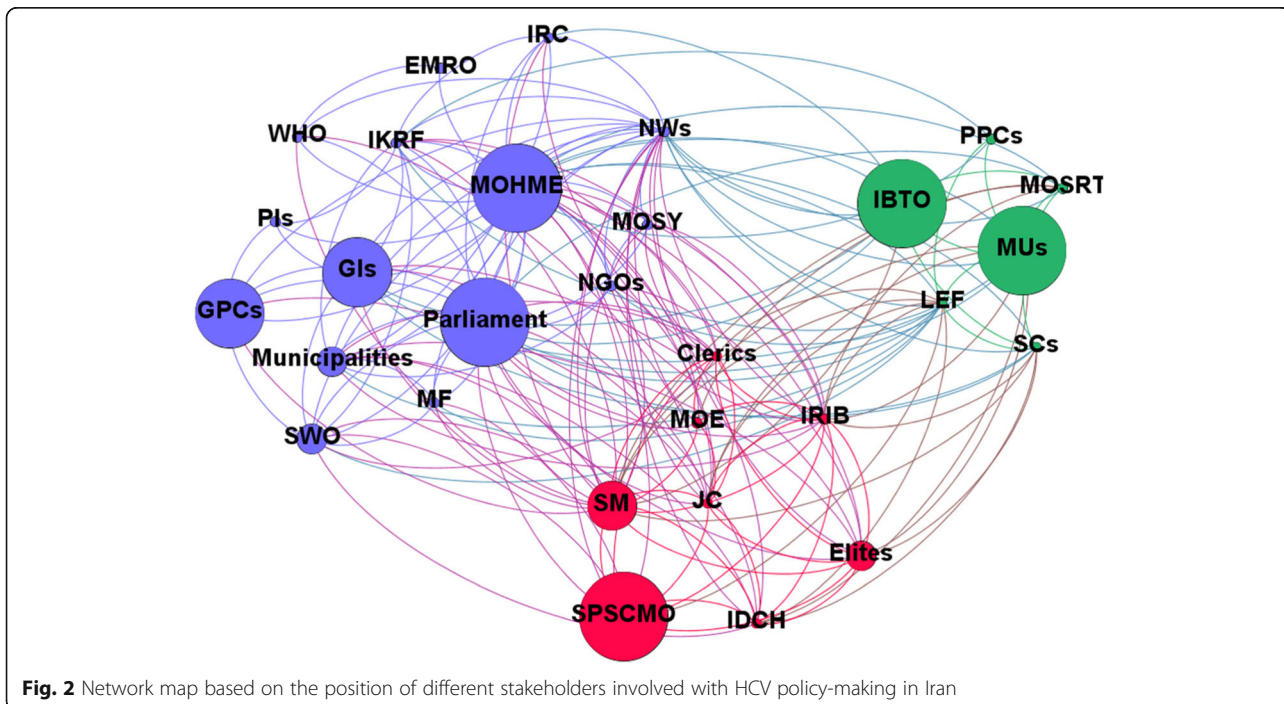 IRC
EMRO
WHO
IKRF
NWs
PPCs
MOHME
MOSRT
IBTO
PIs
MOSY
MUs
GIs
NGOs
GPCs
LEF
Parliament
SCs
Municipalities
Clerics
MF
MOE
IRIB
SWO
SM
JC
Elites
SPSCMO
IDCH
Fig. 2 Network map based on the position of different stakeholders involved with HCV policy-making in Iran